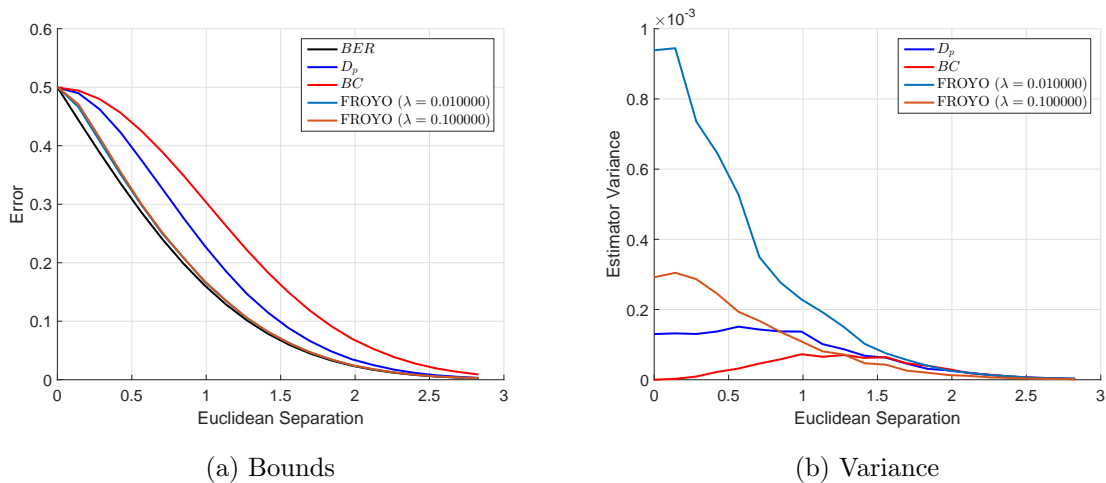 0.6
0.5
0.4
0.3
0.2
0.1
0
Error
0 0.5 1 1.5 2 2.5 3
Euclidean Separation
BER
D_p
BC
FROYO (λ = 0.010000)
FROYO (λ = 0.100000)
(a) Bounds
×10^-3
1
0.8
0.6
0.4
0.2
0
Estimator Variance
0 0.5 1 1.5 2 2.5 3
Euclidean Separation
D_p
BC
FROYO (λ = 0.010000)
FROYO (λ = 0.100000)
(b) Variance